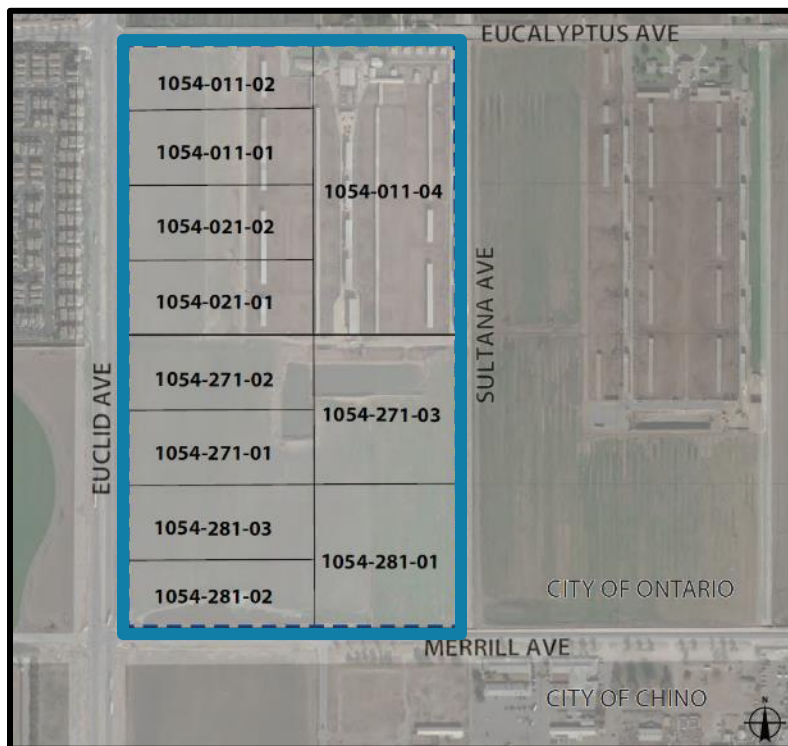 EUCALYPTUS AVE
1054-011-02
1054-011-01
1054-011-04
1054-021-02
1054-021-01
SULTANA AVE
EUCLID AVE
1054-271-02
1054-271-03
1054-271-01
1054-281-03
1054-281-01
1054-281-02
CITY OF ONTARIO
MERRILL AVE
CITY OF CHINO
N